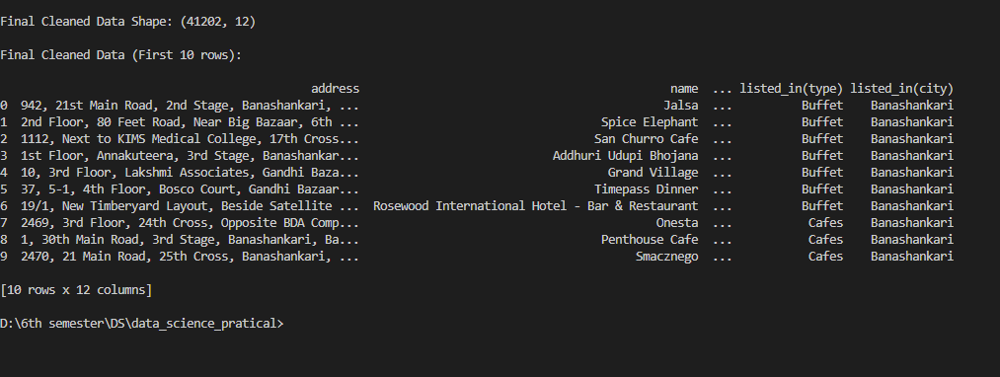 Final Cleaned Data Shape: (41202, 12)
Final Cleaned Data (First 10 rows):
address name ... listed_in(type) listed_in(city)
0 942, 21st Main Road, 2nd Stage, Banashankari, ... Jalsa ... Buffet Banashankari
1 2nd Floor, 80 Feet Road, Near Big Bazaar, 6th ... Spice Elephant ... Buffet Banashankari
2 1112, Next to KIMS Medical College, 17th Cross... San Churro Cafe ... Buffet Banashankari
3 1st Floor, Annakuteera, 3rd Stage, Banashankar... Addhuri Udupi Bhojana ... Buffet Banashankari
4 10, 3rd Floor, Lakshmi Associates, Gandhi Baza... Grand Village ... Buffet Banashankari
5 37, 5-1, 4th Floor, Bosco Court, Gandhi Bazaar... Timepass Dinner ... Buffet Banashankari
6 19/1, New Timberyard Layout, Beside Satellite ... Rosewood International Hotel - Bar & Restaurant ... Buffet Banashankari
7 2469, 3rd Floor, 24th Cross, Opposite BDA Comp... Onesta ... Cafes Banashankari
8 1, 30th Main Road, 3rd Stage, Banashankari, Ba... Penthouse Cafe ... Cafes Banashankari
9 2470, 21 Main Road, 25th Cross, Banashankari, ... Smacznego ... Cafes Banashankari
[10 rows x 12 columns]
D:\6th semester\DS\data_science_pratical>